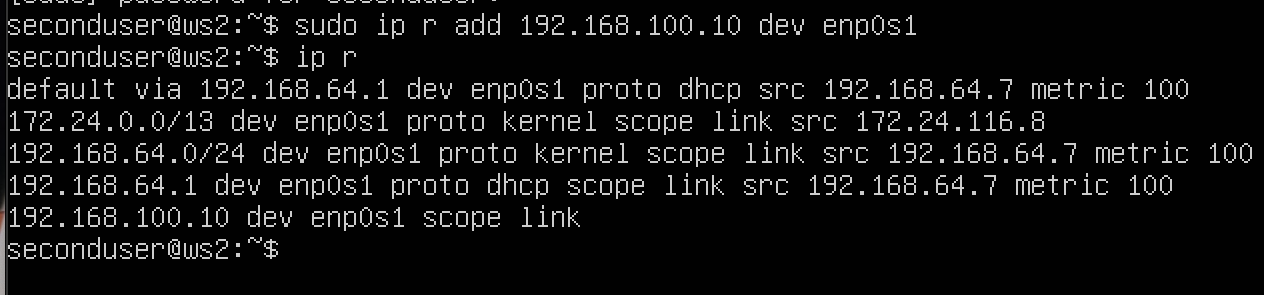 [sudo] password for seconduser:
seconduser@ws2:~$ sudo ip r add 192.168.100.10 dev enp0s1
seconduser@ws2:~$ ip r
default via 192.168.64.1 dev enp0s1 proto dhcp src 192.168.64.7 metric 100
172.24.0.0/13 dev enp0s1 proto kernel scope link src 172.24.116.8
192.168.64.0/24 dev enp0s1 proto kernel scope link src 192.168.64.7 metric 100
192.168.64.1 dev enp0s1 proto dhcp scope link src 192.168.64.7 metric 100
192.168.100.10 dev enp0s1 scope link
seconduser@ws2:~$